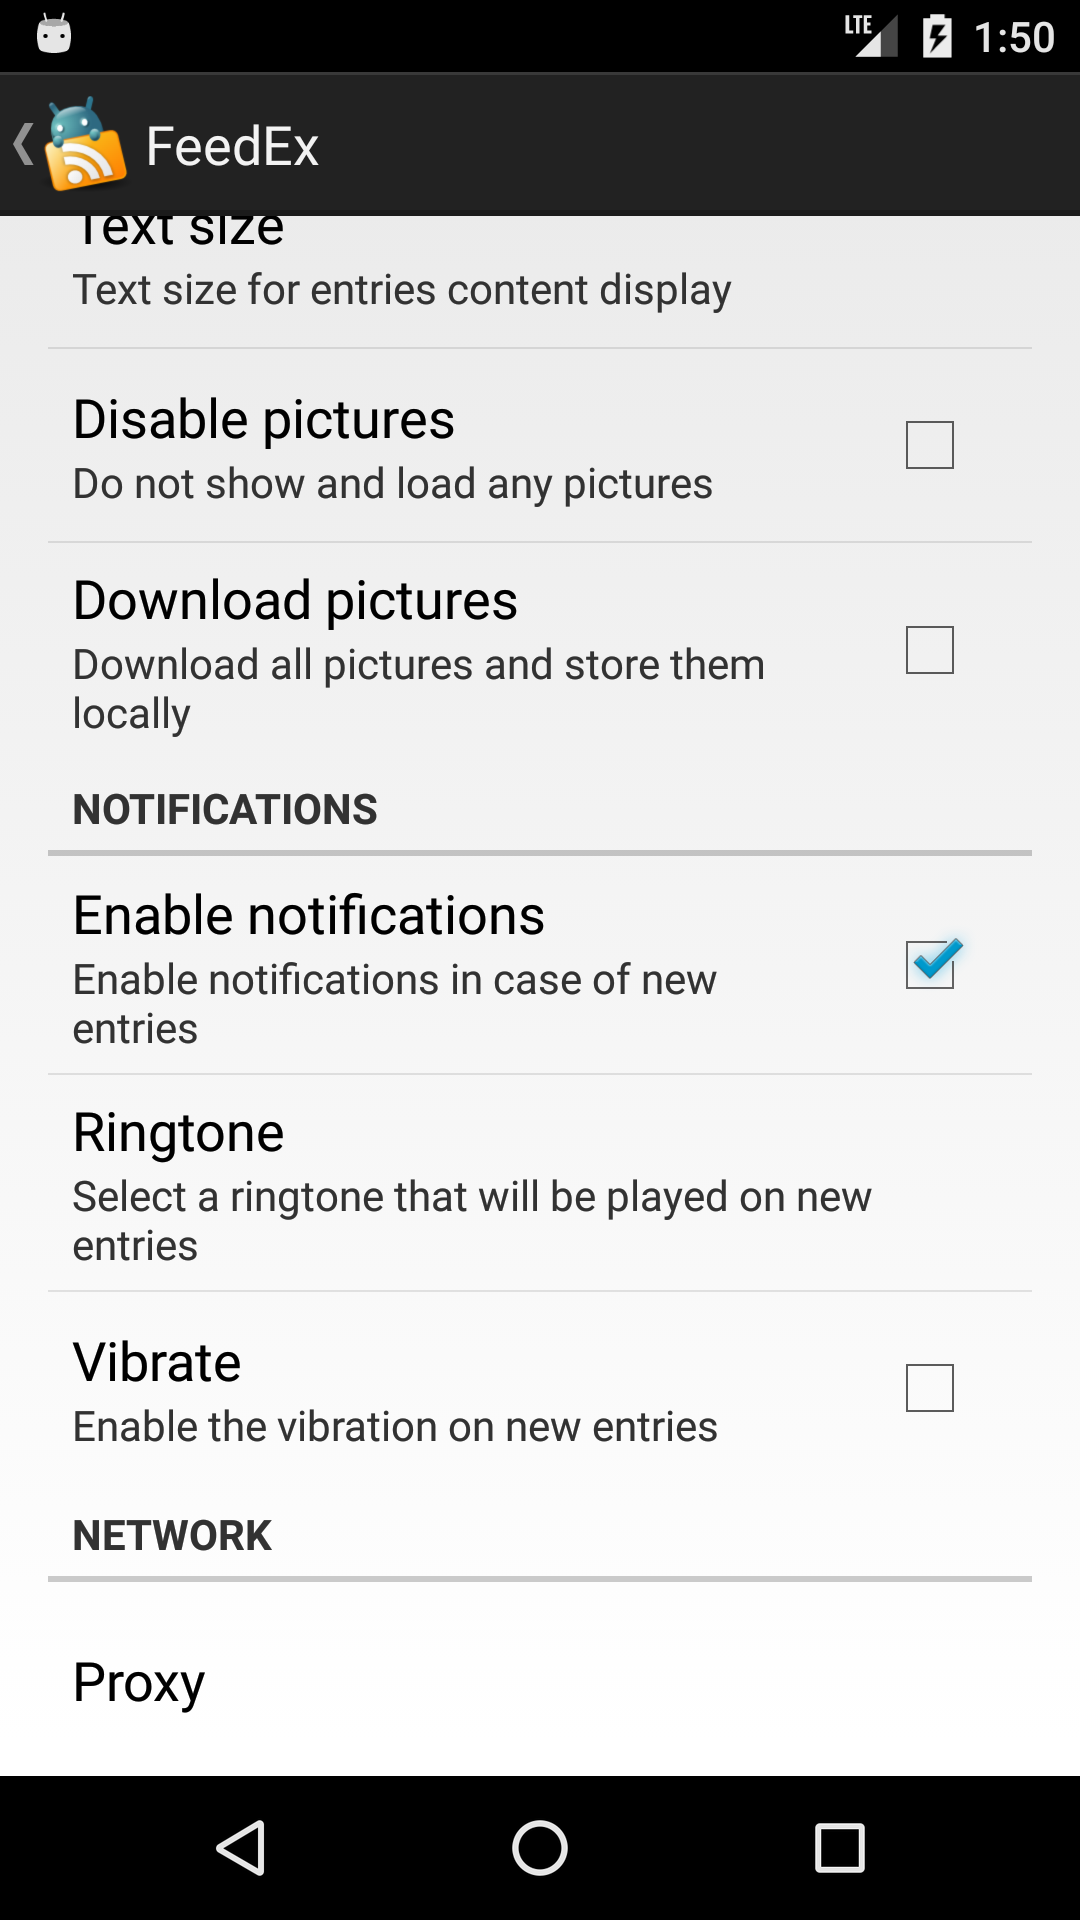 LTE 1:50
FeedEx
Text size
Text size for entries content display
Disable pictures
Do not show and load any pictures
Download pictures
Download all pictures and store them
locally
NOTIFICATIONS
Enable notifications
Enable notifications in case of new
entries
Ringtone
Select a ringtone that will be played on new
entries
Vibrate
Enable the vibration on new entries
NETWORK
Proxy